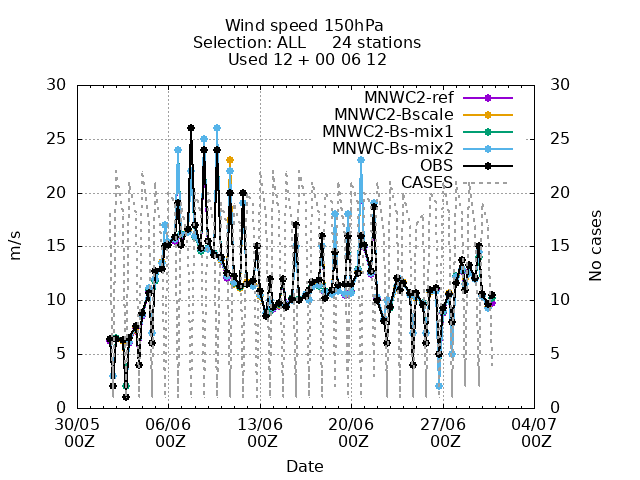 Wind speed 150hPa
Selection: ALL 24 stations
Used 12 + 00 06 12
30 30
25 25
20 20
15 15
10 10
5 5
0 0
m/s
No cases
MNWC2-ref
MNWC2-Bscale
MNWC2-Bs-mix1
MNWC-Bs-mix2
OBS
CASES
30/05 06/06 13/06 20/06 27/06 04/07
00Z 00Z 00Z 00Z 00Z 00Z
Date